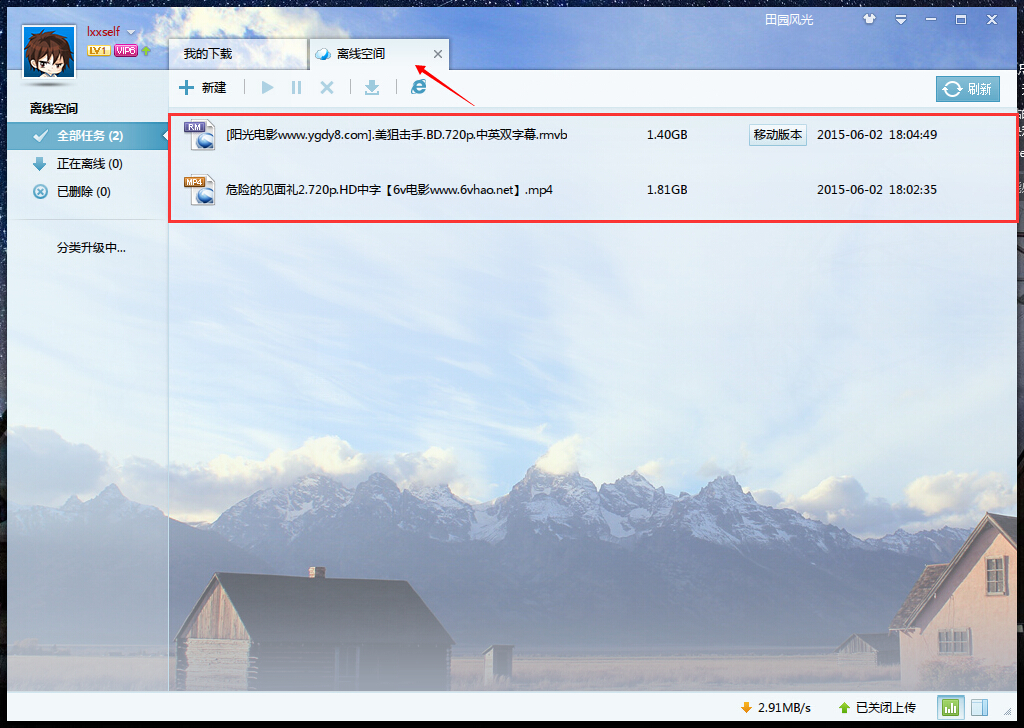 田园风光
lxxself
LV1 VIP6
我的下载
离线空间
新建
刷新
离线空间
全部任务 (2)
正在离线 (0)
已删除 (0)
分类升级中...
RM
[阳光电影www.ygdy8.com].美狙击手.BD.720p.中英双字幕.rmvb 1.40GB 移动版本 2015-06-02 18:04:49
MP4
危险的见面礼2.720p.HD中字【6v电影www.6vhao.net】.mp4 1.81GB 2015-06-02 18:02:35
2.91MB/s
已关闭上传